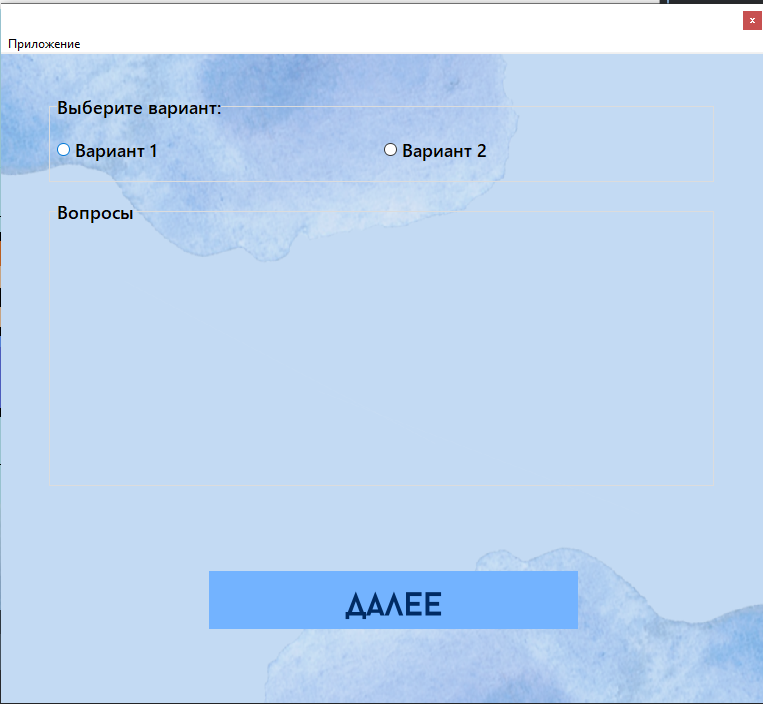 x
Приложение
Выберите вариант:
Вариант 1 Вариант 2
Вопросы
ДАЛЕЕ